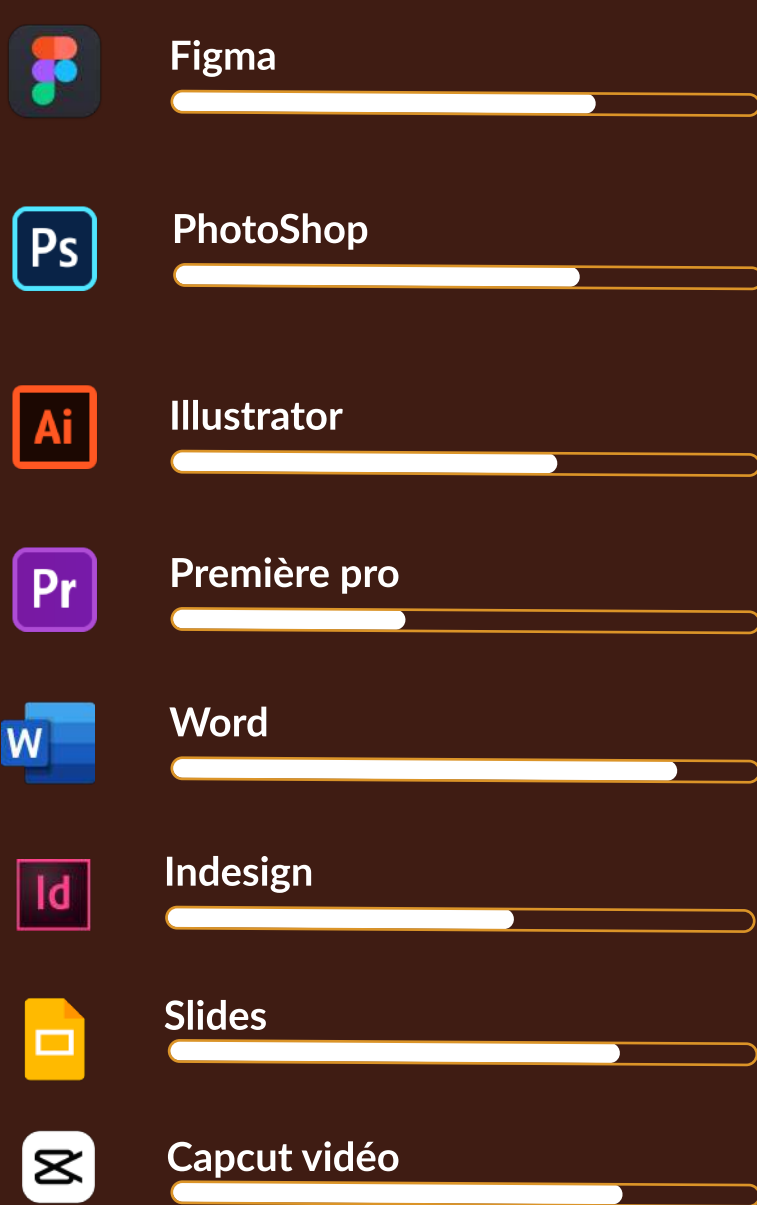 Figma
Ps
PhotoShop
Ai
Illustrator
Pr
Première pro
W
Word
Id
Indesign
Slides
Capcut vidéo